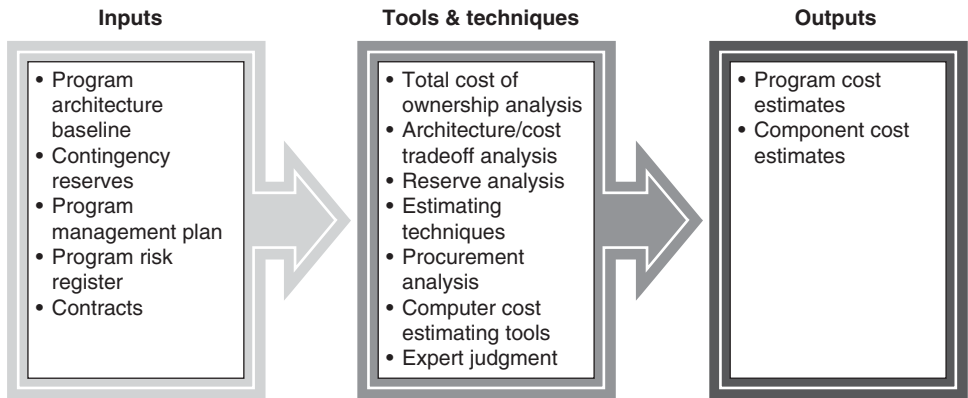 Inputs
• Program
architecture
baseline
• Contingency
reserves
• Program
management plan
• Program risk
register
• Contracts
Tools & techniques
• Total cost of
ownership analysis
• Architecture/cost
tradeoff analysis
• Reserve analysis
• Estimating
techniques
• Procurement
analysis
• Computer cost
estimating tools
• Expert judgment
Outputs
• Program cost
estimates
• Component cost
estimates